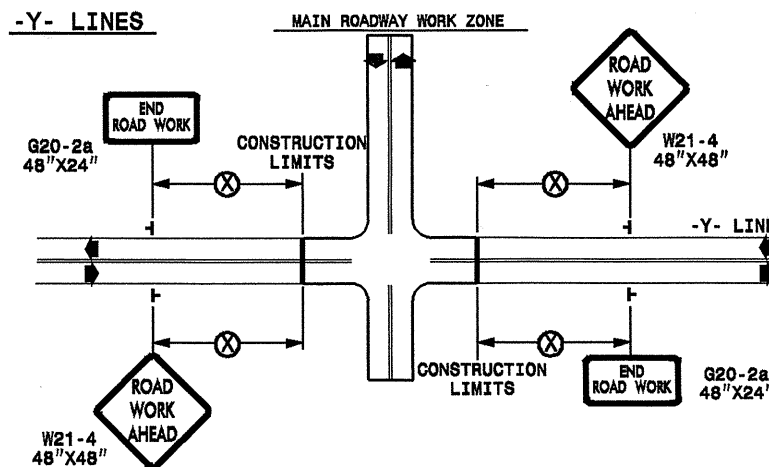 -Y- LINES
MAIN ROADWAY WORK ZONE
END
ROAD WORK
G20-2a
48"X24"
CONSTRUCTION
LIMITS
X
X
ROAD
WORK
AHEAD
W21-4
48"X48"
-Y- LINE
X
X
ROAD
WORK
AHEAD
W21-4
48"X48"
CONSTRUCTION
LIMITS
END
ROAD WORK
G20-2a
48"X24"